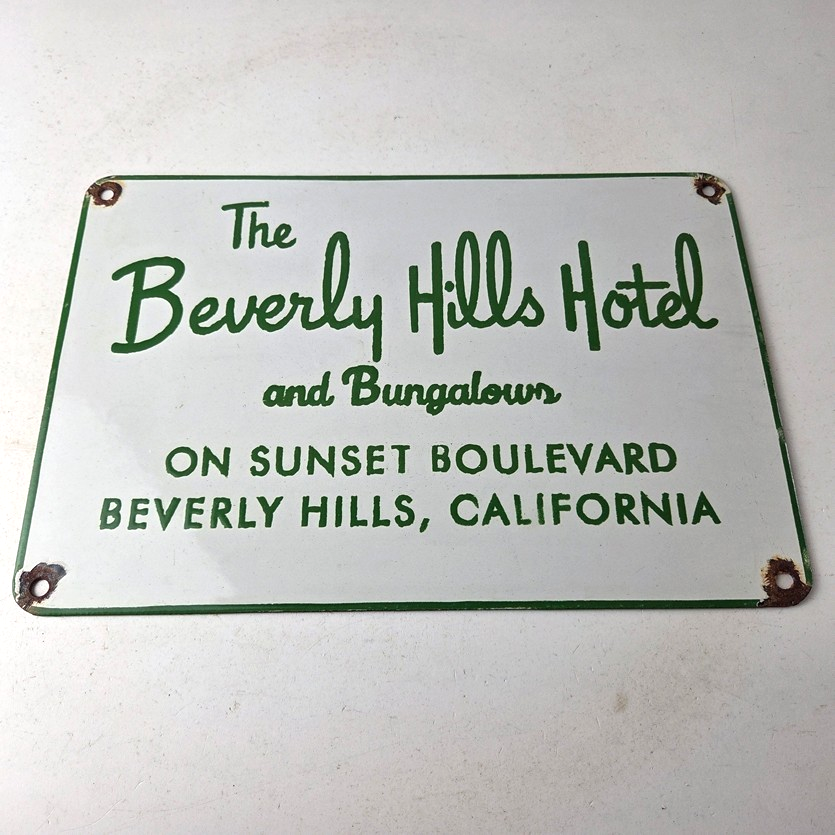 The
Beverly Hills Hotel
and Bungalows
ON SUNSET BOULEVARD
BEVERLY HILLS, CALIFORNIA